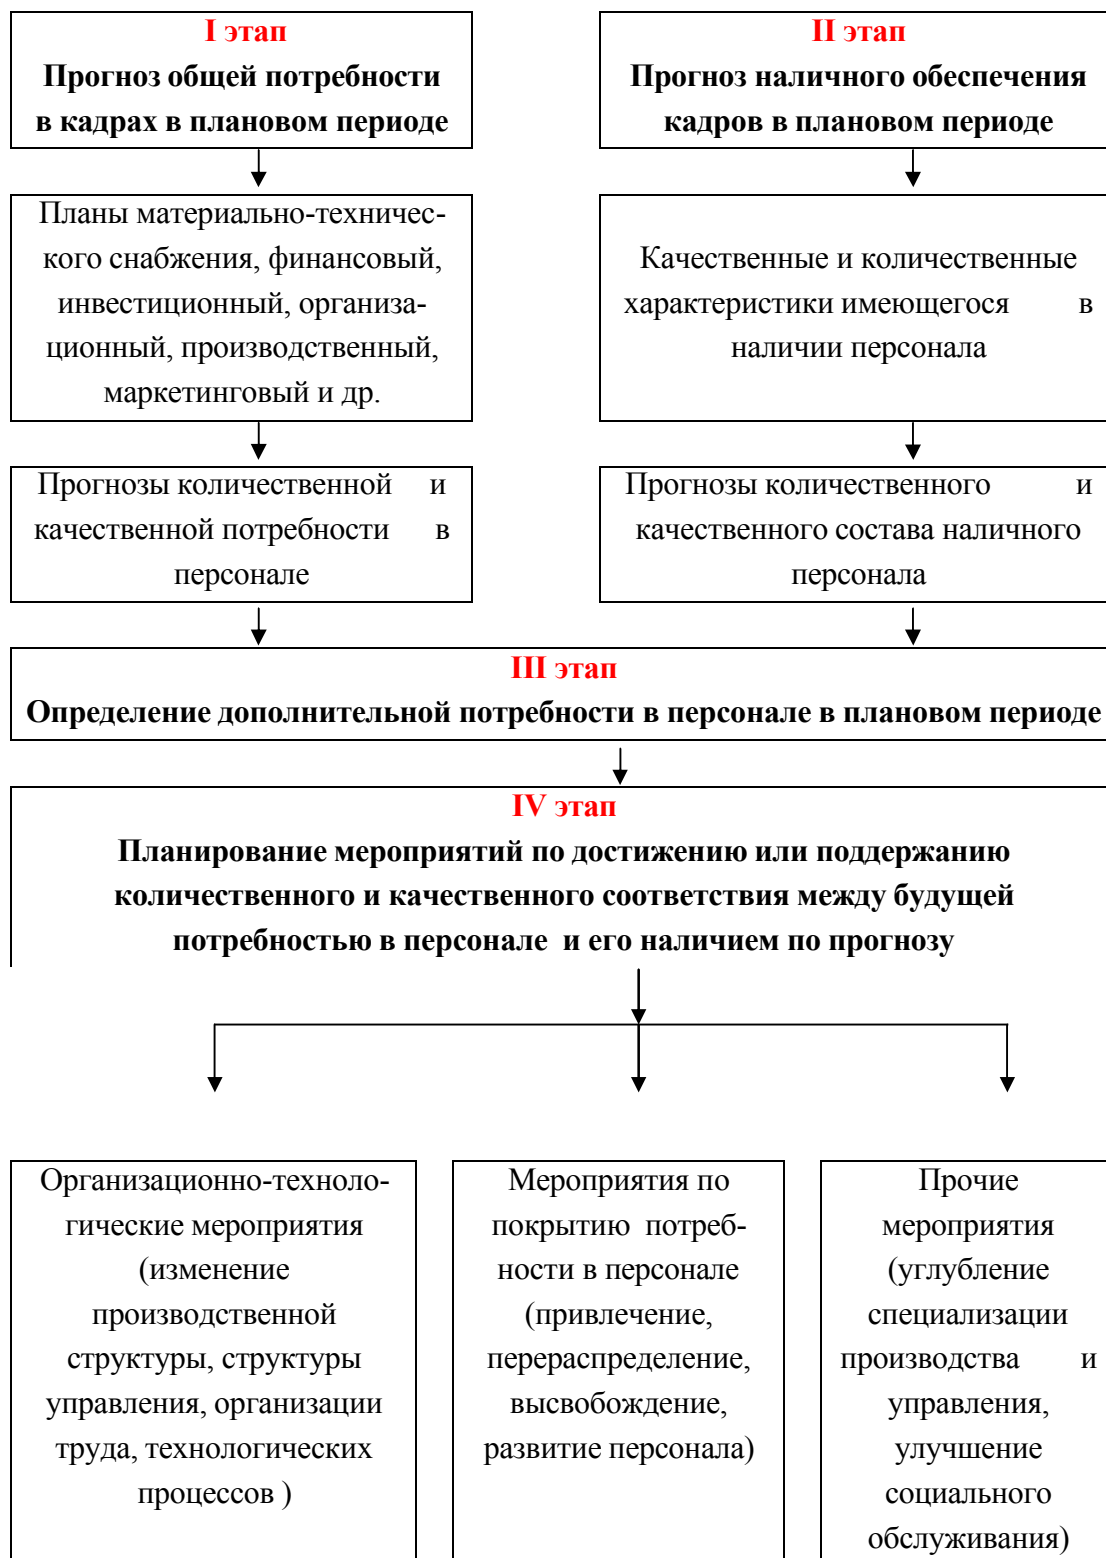 I этап
Прогноз общей потребности
в кадрах в плановом периоде
II этап
Прогноз наличного обеспечения
кадров в плановом периоде
Планы материально-техничес-
кого снабжения, финансовый,
инвестиционный, организа-
ционный, производственный,
маркетинговый и др.
Качественные и количественные
характеристики имеющегося в
наличии персонала
Прогнозы количественной и
качественной потребности в
персонале
Прогнозы количественного и
качественного состава наличного
персонала
III этап
Определение дополнительной потребности в персонале в плановом периоде
IV этап
Планирование мероприятий по достижению или поддержанию
количественного и качественного соответствия между будущей
потребностью в персонале и его наличием по прогнозу
Организационно-техноло-
гические мероприятия
(изменение
производственной
структуры, структуры
управления, организации
труда, технологических
процессов )
Мероприятия по
покрытию потреб-
ности в персонале
(привлечение,
перераспределение,
высвобождение,
развитие персонала)
Прочие
мероприятия
(углубление
специализации
производства и
управления,
улучшение
социального
обслуживания)